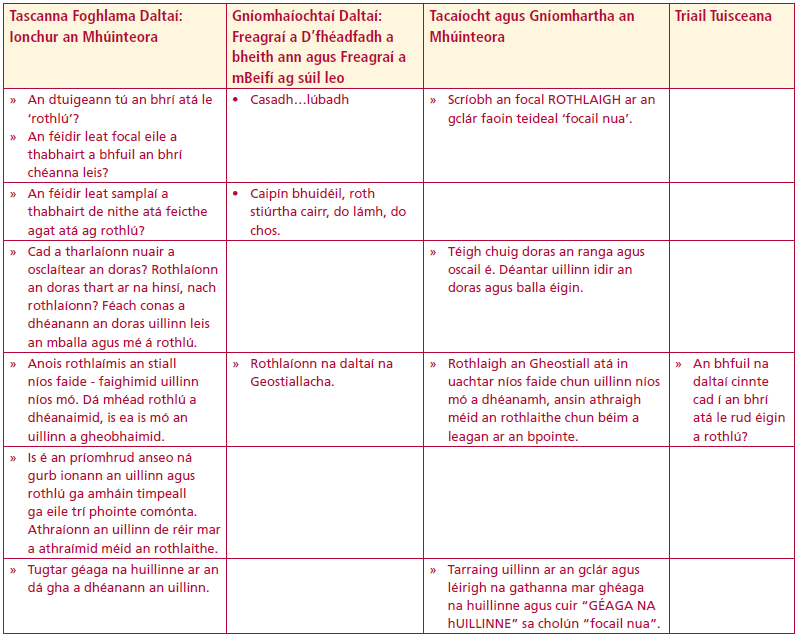 Tascanna Foghlama Daltaí:
Ionchur an Mhúinteora
Gníomhaíochtaí Daltaí:
Freagraí a D’fhéadfadh a
bheith ann agus Freagraí a
mBeifí ag súil leo
Tacaíocht agus Gníomhartha an
Mhúinteora
Triail Tuisceana
» An dtuigeann tú an bhrí atá le
‘rothlú’?
» An féidir leat focal eile a
thabhairt a bhfuil an bhrí
chéanna leis?
• Casadh…lúbadh
» Scríobh an focal ROTHLAIGH ar an
gclár faoin teideal ‘focail nua’.
» An féidir leat samplaí a
thabhairt de nithe atá feicthe
agat atá ag rothlú?
• Caipín bhuidéil, roth
stiúrtha cairr, do lámh, do
chos.
» Cad a tharlaíonn nuair a
osclaítear an doras? Rothlaíonn
an doras thart ar na hinsí, nach
rothlaíonn? Féach conas a
dhéanann an doras uillinn leis
an mballa agus mé á rothlú.
» Téigh chuig doras an ranga agus
oscail é. Déantar uillinn idir an
doras agus balla éigin.
» Anois rothlaímis an stiall
níos faide - faighimid uillinn
níos mó. Dá mhéad rothlú a
dhéanaimid, is ea is mó an
uillinn a gheobhaimid.
» Rothlaíonn na daltaí na
Geostiallacha.
» Rothlaigh an Gheostiall atá in
uachtar níos faide chun uillinn níos
mó a dhéanamh, ansin athraigh
méid an rothlaithe chun béim a
leagan ar an bpointe.
» An bhfuil na
daltaí cinnte
cad í an bhrí
atá le rud éigin
a rothlú?
» Is é an príomhrud anseo ná
gurb ionann an uillinn agus
rothlú ga amháin timpeall
ga eile trí phointe comónta.
Athraíonn an uillinn de réir mar
a athraímid méid an rothlaithe.
» Tugtar géaga na huillinne ar an
dá gha a dhéanann an uillinn.
» Tarraing uillinn ar an gclár agus
léirigh na gathanna mar ghéaga
na huillinne agus cuir “GÉAGA NA
hUILLINNE” sa cholún “focail nua”.